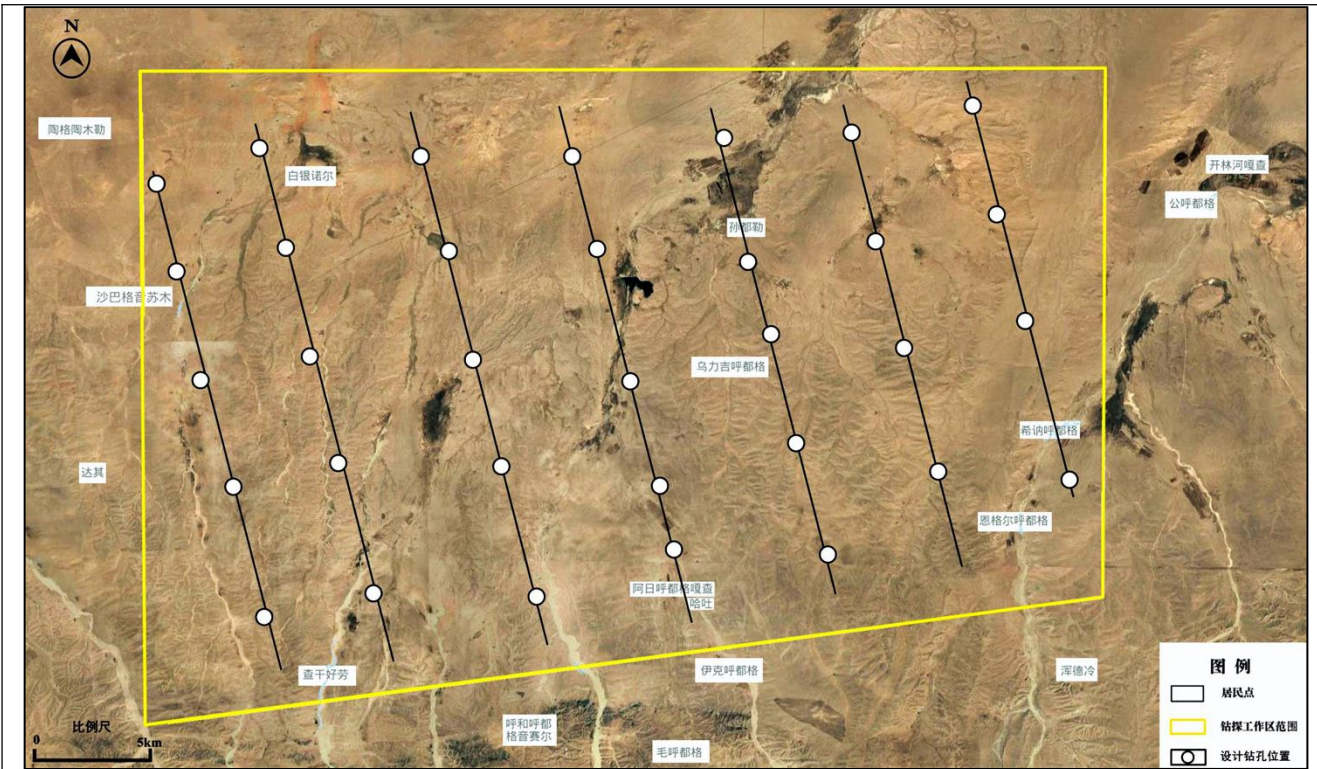 N
陶格陶木勒
白银诺尔
开林河嘎查
公呼都格
孙都勒
沙巴格音苏木
乌力吉呼都格
希讷呼都格
达其
恩格尔呼都格
阿日呼都格嘎查
哈吐
查干好劳
伊克呼都格
浑德冷
呼和呼都
格音赛尔
毛呼都格
比例尺
0 5km
图 例
居民点
钻探工作区范围
设计钻孔位置